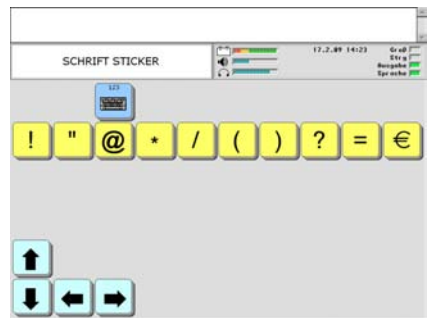 SCHRIFT STICKER
17.2.09 14:23
Groß
Strg
Ausgabe
Sprache
123
! " @ * / ( ) ? = €